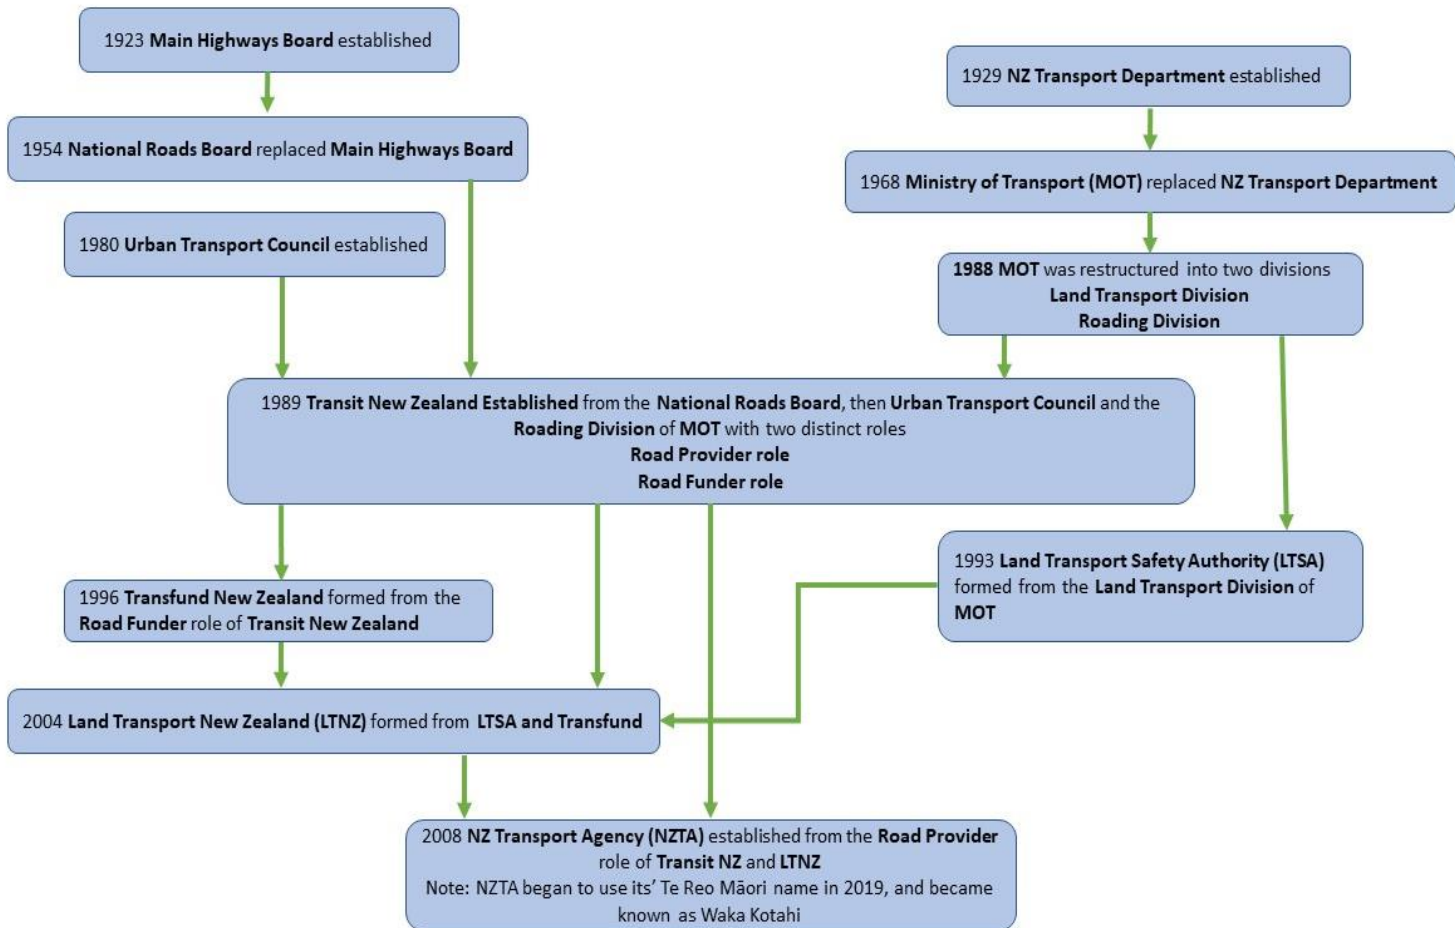 1923 Main Highways Board established
1929 NZ Transport Department established
1954 National Roads Board replaced Main Highways Board
1968 Ministry of Transport (MOT) replaced NZ Transport Department
1980 Urban Transport Council established
1988 MOT was restructured into two divisions
Land Transport Division
Roading Division
1989 Transit New Zealand Established from the National Roads Board, then Urban Transport Council and the
Roading Division of MOT with two distinct roles
Road Provider role
Road Funder role
1993 Land Transport Safety Authority (LTSA)
formed from the Land Transport Division of
MOT
1996 Transfund New Zealand formed from the
Road Funder role of Transit New Zealand
2004 Land Transport New Zealand (LTNZ) formed from LTSA and Transfund
2008 NZ Transport Agency (NZTA) established from the Road Provider
role of Transit NZ and LTNZ
Note: NZTA began to use its' Te Reo Māori name in 2019, and became
known as Waka Kotahi